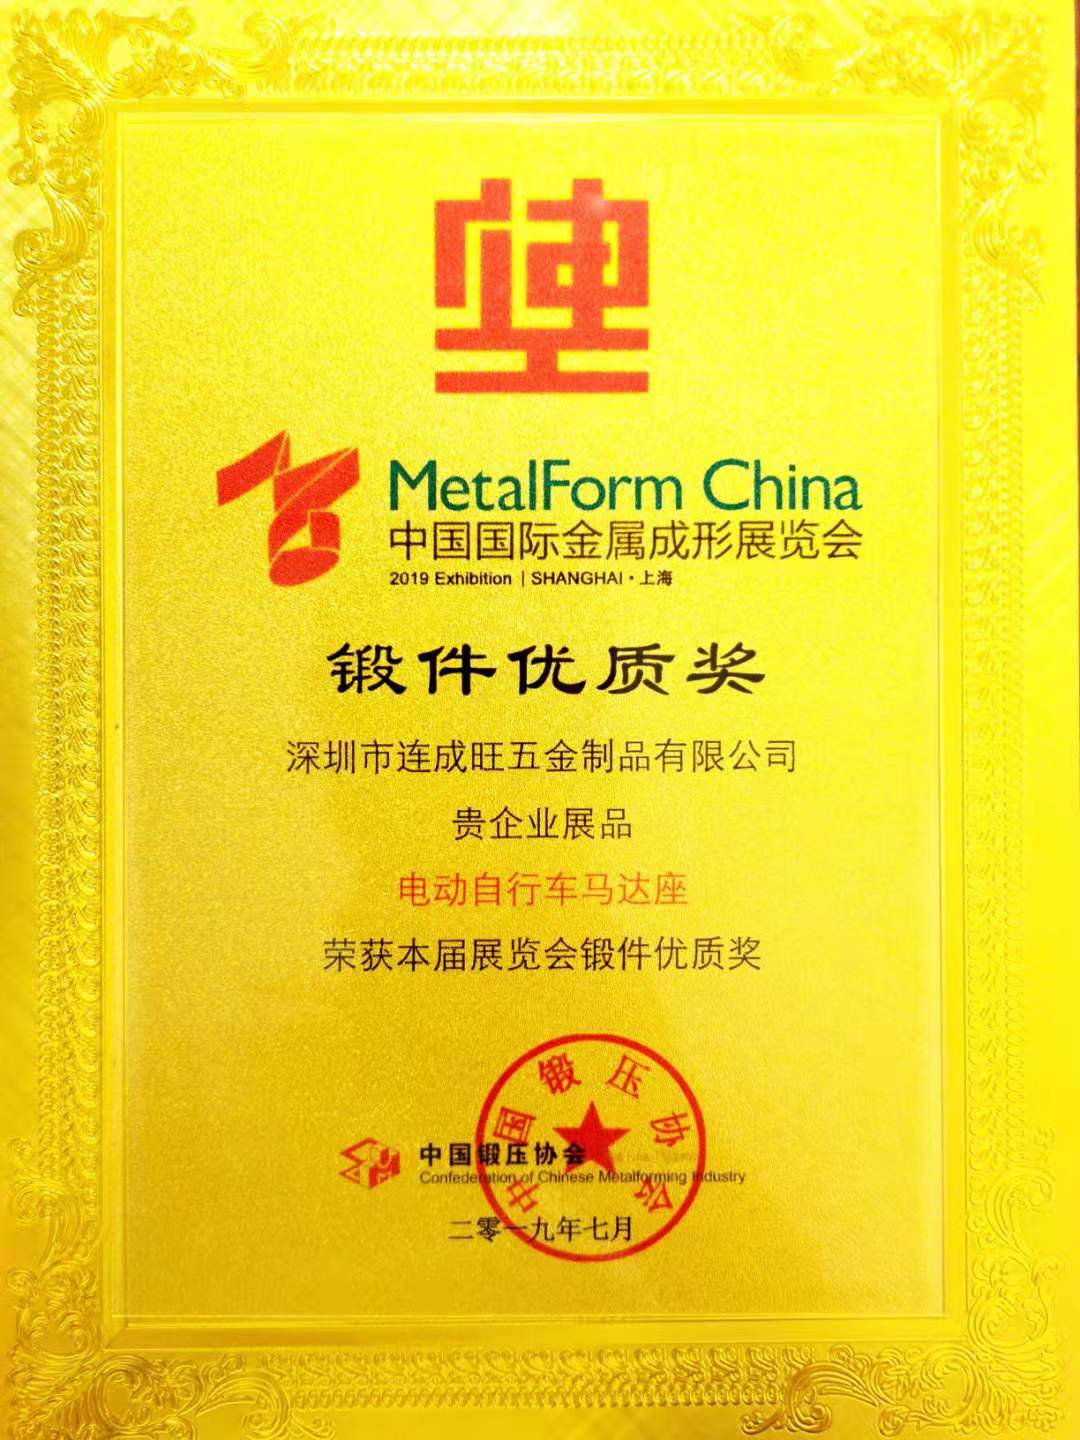 MetalForm China
中国国际金属成形展览会
2019 Exhibition | SHANGHAI·上海
锻件优质奖
深圳市连成旺五金制品有限公司
贵企业展品
电动自行车马达座
荣获本届展览会锻件优质奖
中国锻压协会
中国锻压协会
Confederation of Chinese Metalforming Industry
二零一九年七月